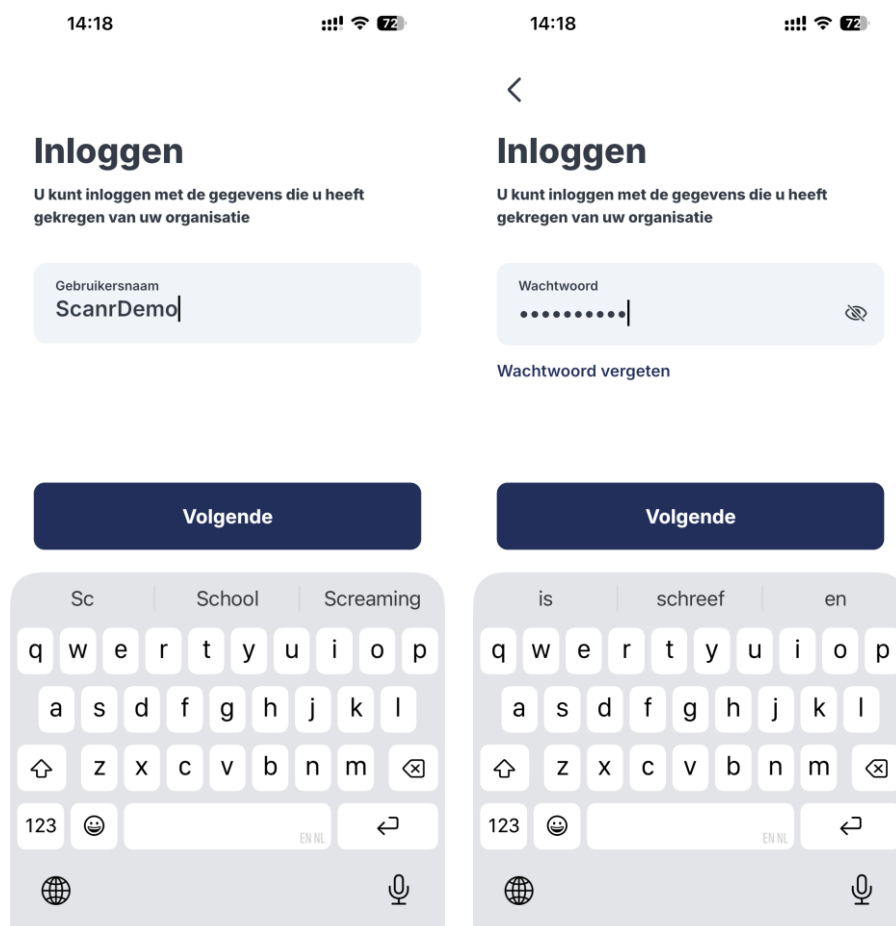 14:18
72
Inloggen
U kunt inloggen met de gegevens die u heeft
gekregen van uw organisatie
Gebruikersnaam
ScanrDemo
Volgende
Sc School Screaming
q w e r t y u i o p
a s d f g h j k l
z x c v b n m
123
EN NL
14:18
72
Inloggen
U kunt inloggen met de gegevens die u heeft
gekregen van uw organisatie
Wachtwoord
••••••••••
Wachtwoord vergeten
Volgende
is schreef en
q w e r t y u i o p
a s d f g h j k l
z x c v b n m
123
EN NL